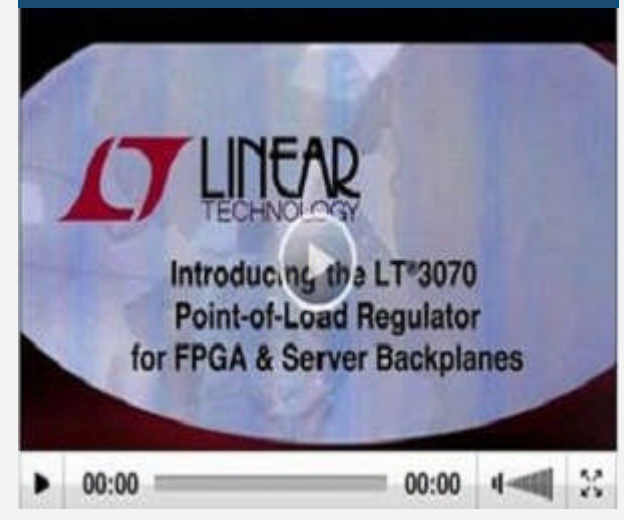 LINEAR
TECHNOLOGY
Introducing the LT®3070
Point-of-Load Regulator
for FPGA & Server Backplanes
00:00 00:00